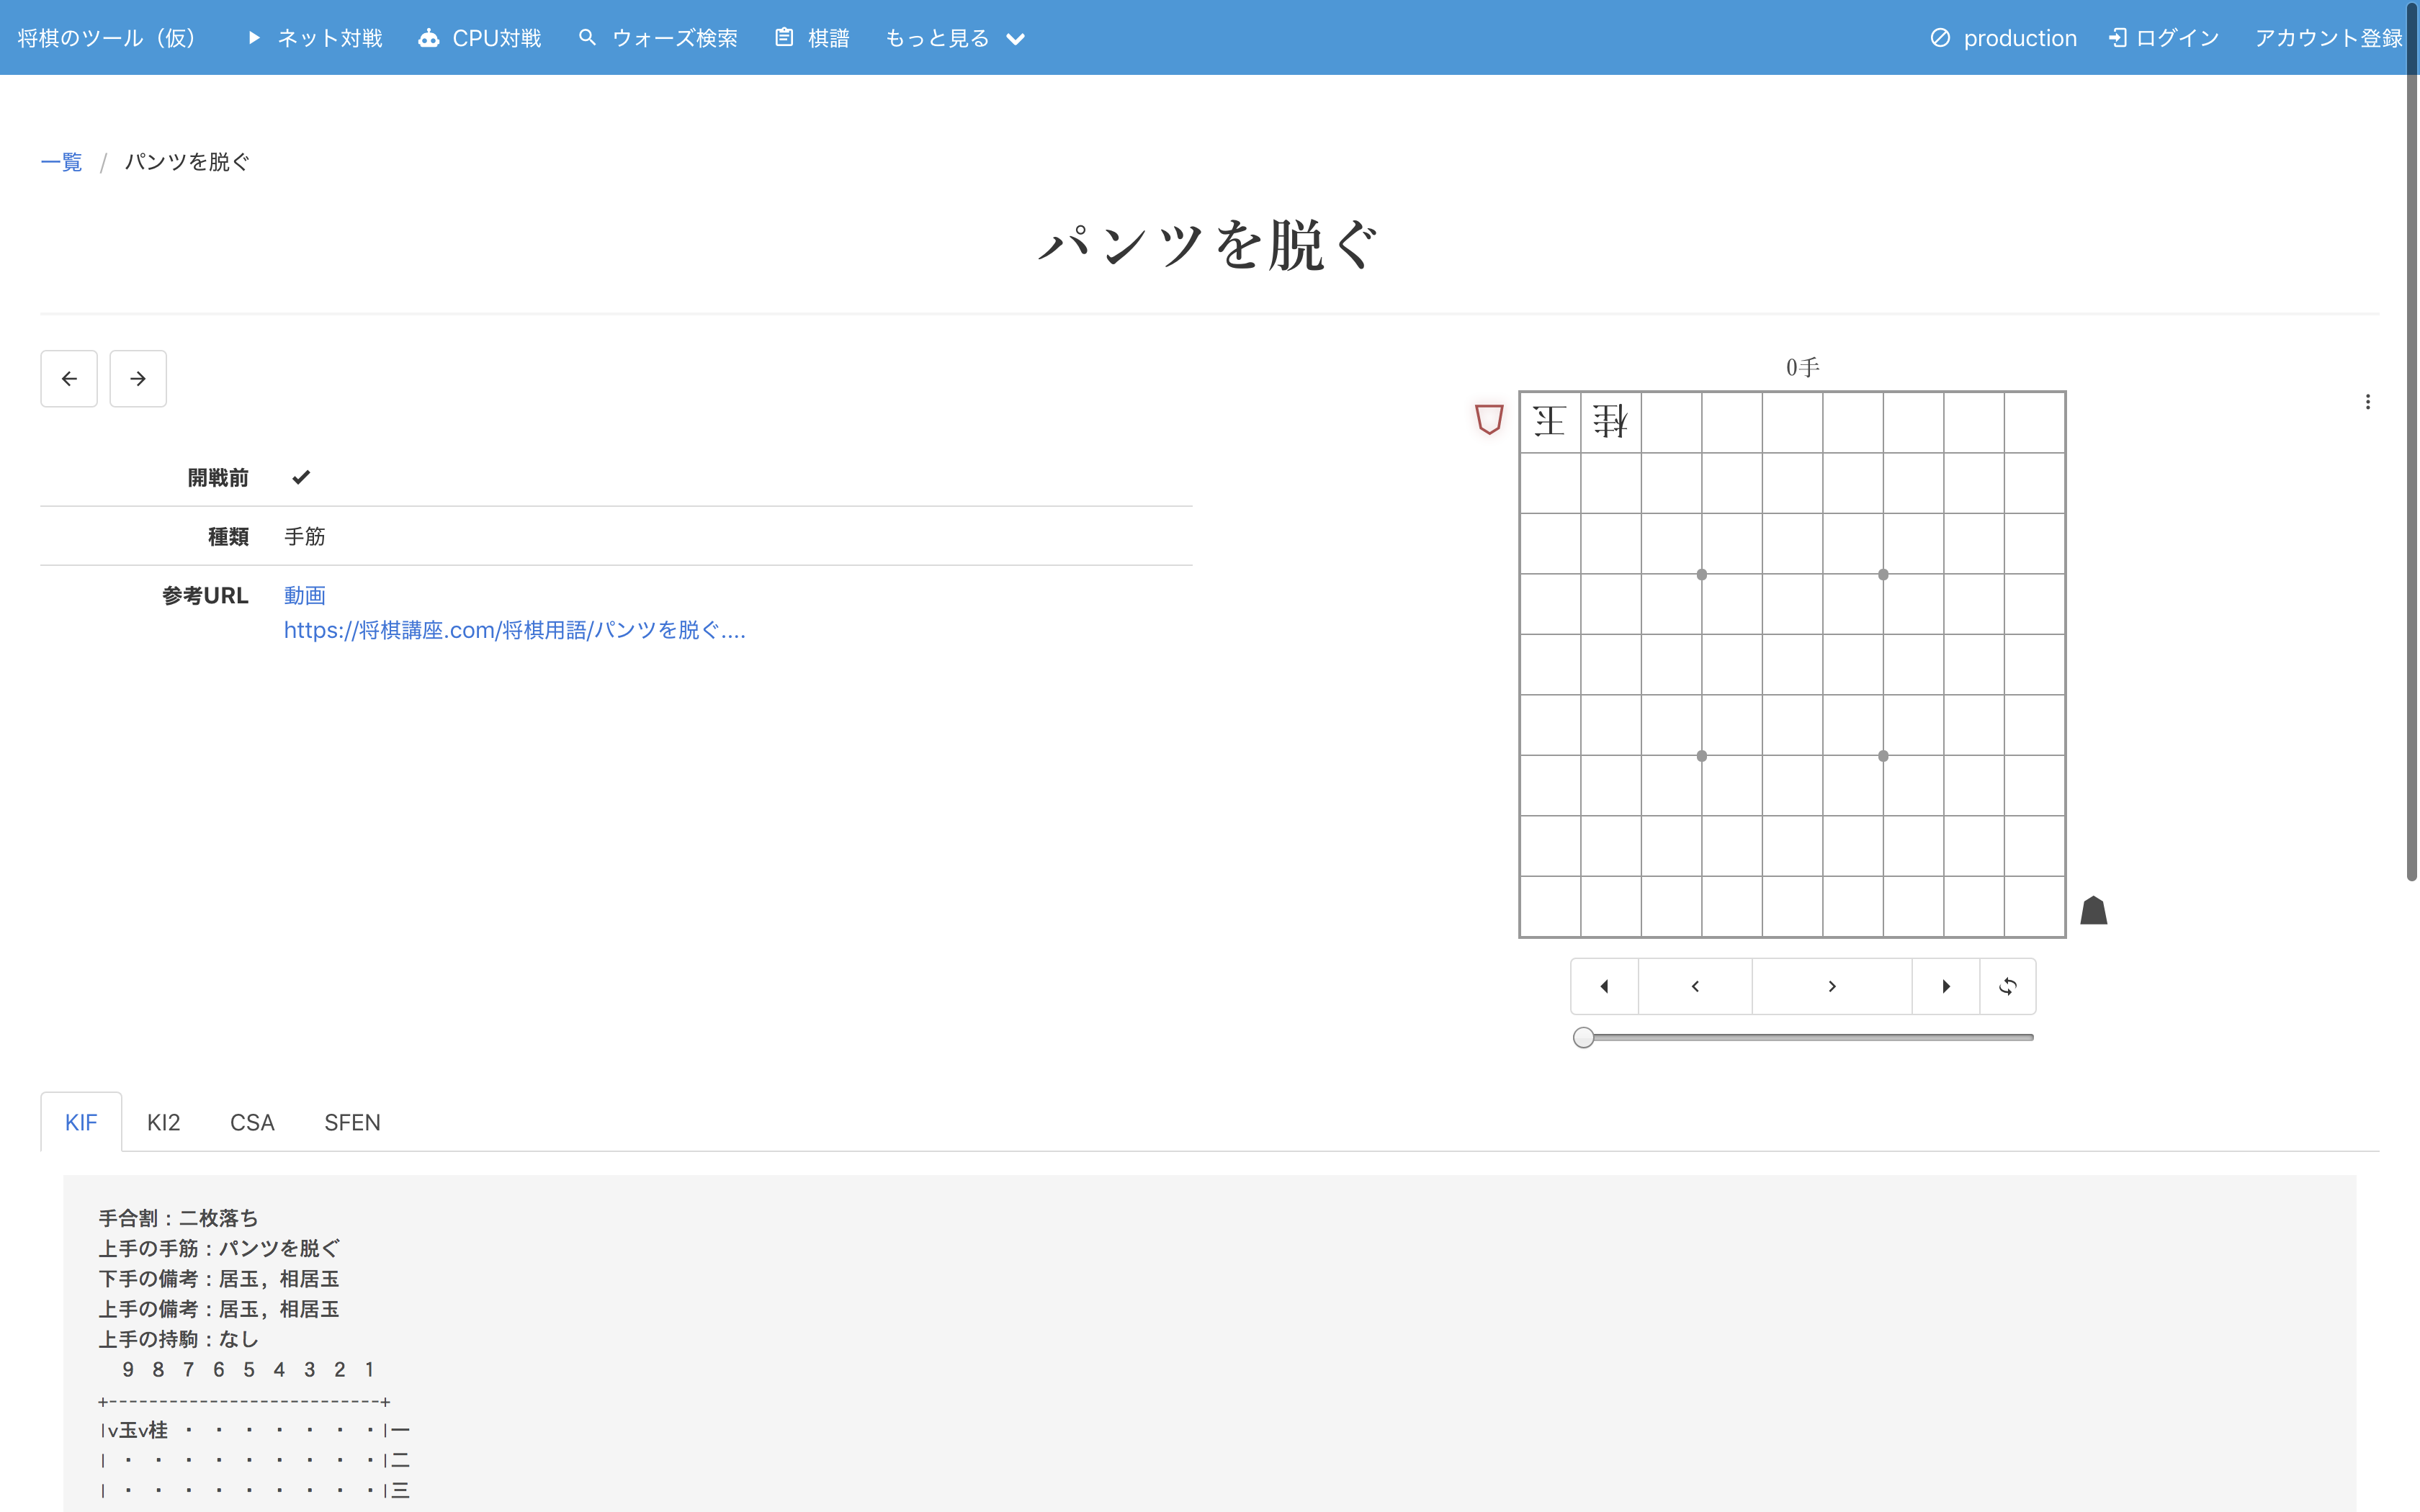 将棋のツール（仮） ネット対戦 CPU対戦 ウォーズ検索 棋譜 もっと見る production ログイン アカウント登録
一覧 / パンツを脱ぐ
パンツを脱ぐ
0手
王 桂
開戦前
種類 手筋
参考URL 動画
https://将棋講座.com/将棋用語/パンツを脱ぐ....
KIF KI2 CSA SFEN
手合割：二枚落ち
上手の手筋：パンツを脱ぐ
下手の備考：居玉, 相居玉
上手の備考：居玉, 相居玉
上手の持駒：なし
9 8 7 6 5 4 3 2 1
+---------------------------+
|v玉v桂 ・ ・ ・ ・ ・ ・ ・|一
| ・ ・ ・ ・ ・ ・ ・ ・ ・|二
| ・ ・ ・ ・ ・ ・ ・ ・ ・|三